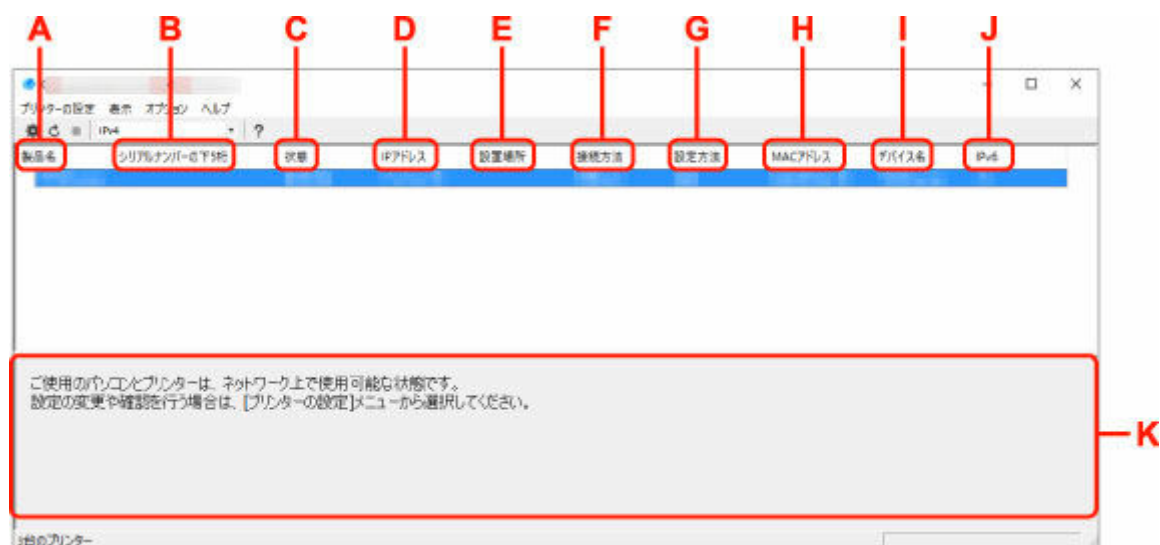 A B C D E F G H I J
プリンターの設定 表示 オプション ヘルプ
IPv4 ?
製品名 シリアルナンバーの下5桁 状態 IPアドレス 設置場所 接続方法 設定方法 MACアドレス デバイス名 IPv6
ご使用のパソコンとプリンターは、ネットワーク上で使用可能な状態です。
設定の変更や確認を行う場合は、[プリンターの設定]メニューから選択してください。
K
台のプリンター